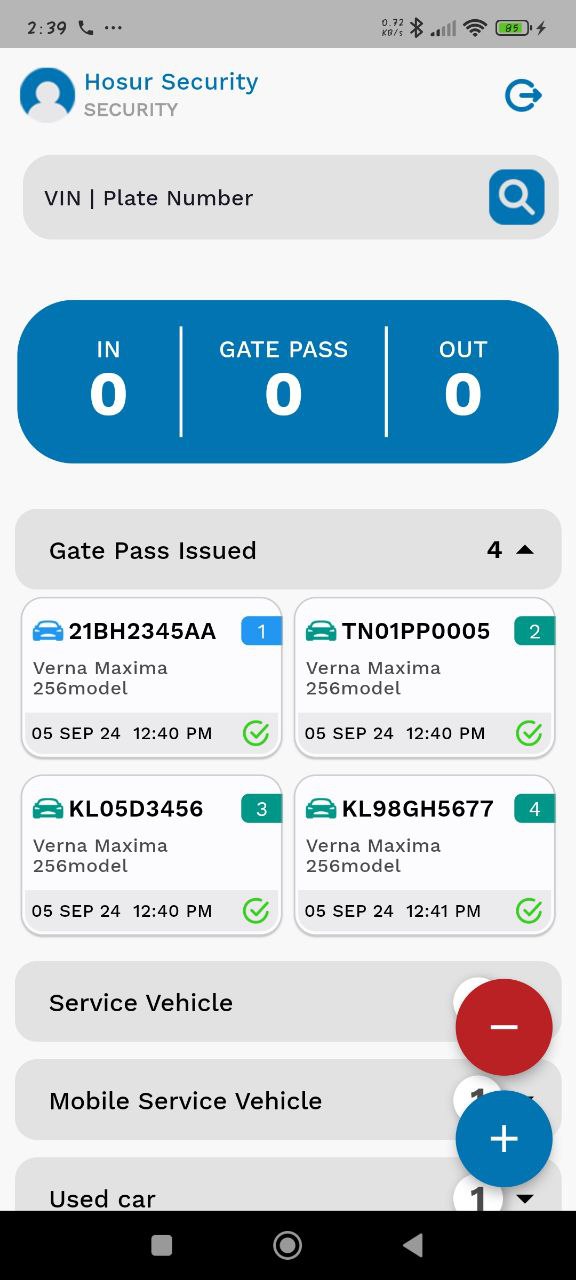 2:39 ...
0.72
KB/s
85
Hosur Security
SECURITY
VIN | Plate Number
IN GATE PASS OUT
0 0 0
Gate Pass Issued 4
21BH2345AA 1
Verna Maxima
256model
05 SEP 24 12:40 PM
TN01PP0005 2
Verna Maxima
256model
05 SEP 24 12:40 PM
KL05D3456 3
Verna Maxima
256model
05 SEP 24 12:40 PM
KL98GH5677 4
Verna Maxima
256model
05 SEP 24 12:41 PM
Service Vehicle
−
Mobile Service Vehicle 1
+
Used car 1